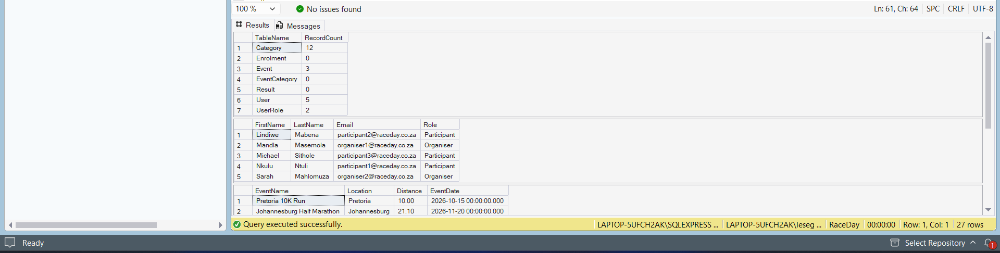 100 %
No issues found
Ln: 61, Ch: 64 SPC CRLF UTF-8
Results Messages
TableName RecordCount
1 Category 12
2 Enrolment 0
3 Event 3
4 EventCategory 0
5 Result 0
6 User 5
7 UserRole 2
FirstName LastName Email Role
1 Lindiwe Mabena participant2@raceday.co.za Participant
2 Mandla Masemola organiser1@raceday.co.za Organiser
3 Michael Sithole participant3@raceday.co.za Participant
4 Nkulu Ntuli participant1@raceday.co.za Participant
5 Sarah Mahlomuza organiser2@raceday.co.za Organiser
EventName Location Distance EventDate
1 Pretoria 10K Run Pretoria 10.00 2026-10-15 00:00:00.000
2 Johannesburg Half Marathon Johannesburg 21.10 2026-11-20 00:00:00.000
Query executed successfully. LAPTOP-5UFCH2AK\SQLEXPRESS ... LAPTOP-5UFCH2AK\leseg ... RaceDay 00:00:00 Row: 1, Col: 1 27 rows
Ready Select Repository 1